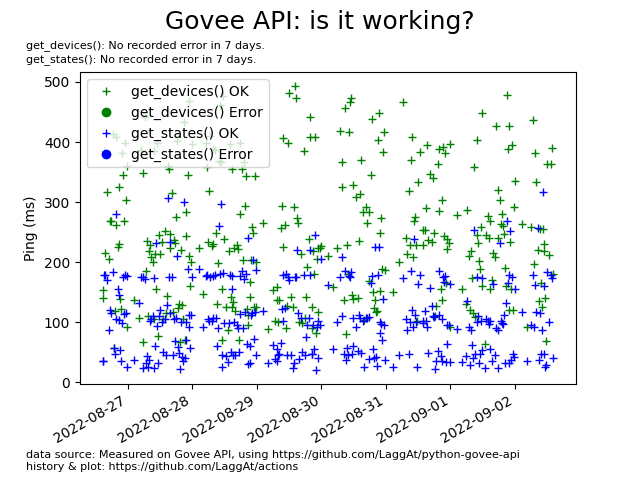 Govee API: is it working?
get_devices(): No recorded error in 7 days.
get_states(): No recorded error in 7 days.
500
400
300
200
100
0
Ping (ms)
get_devices() OK
get_devices() Error
get_states() OK
get_states() Error
2022-08-27
2022-08-28
2022-08-29
2022-08-30
2022-08-31
2022-09-01
2022-09-02
data source: Measured on Govee API, using https://github.com/LaggAt/python-govee-api
history & plot: https://github.com/LaggAt/actions